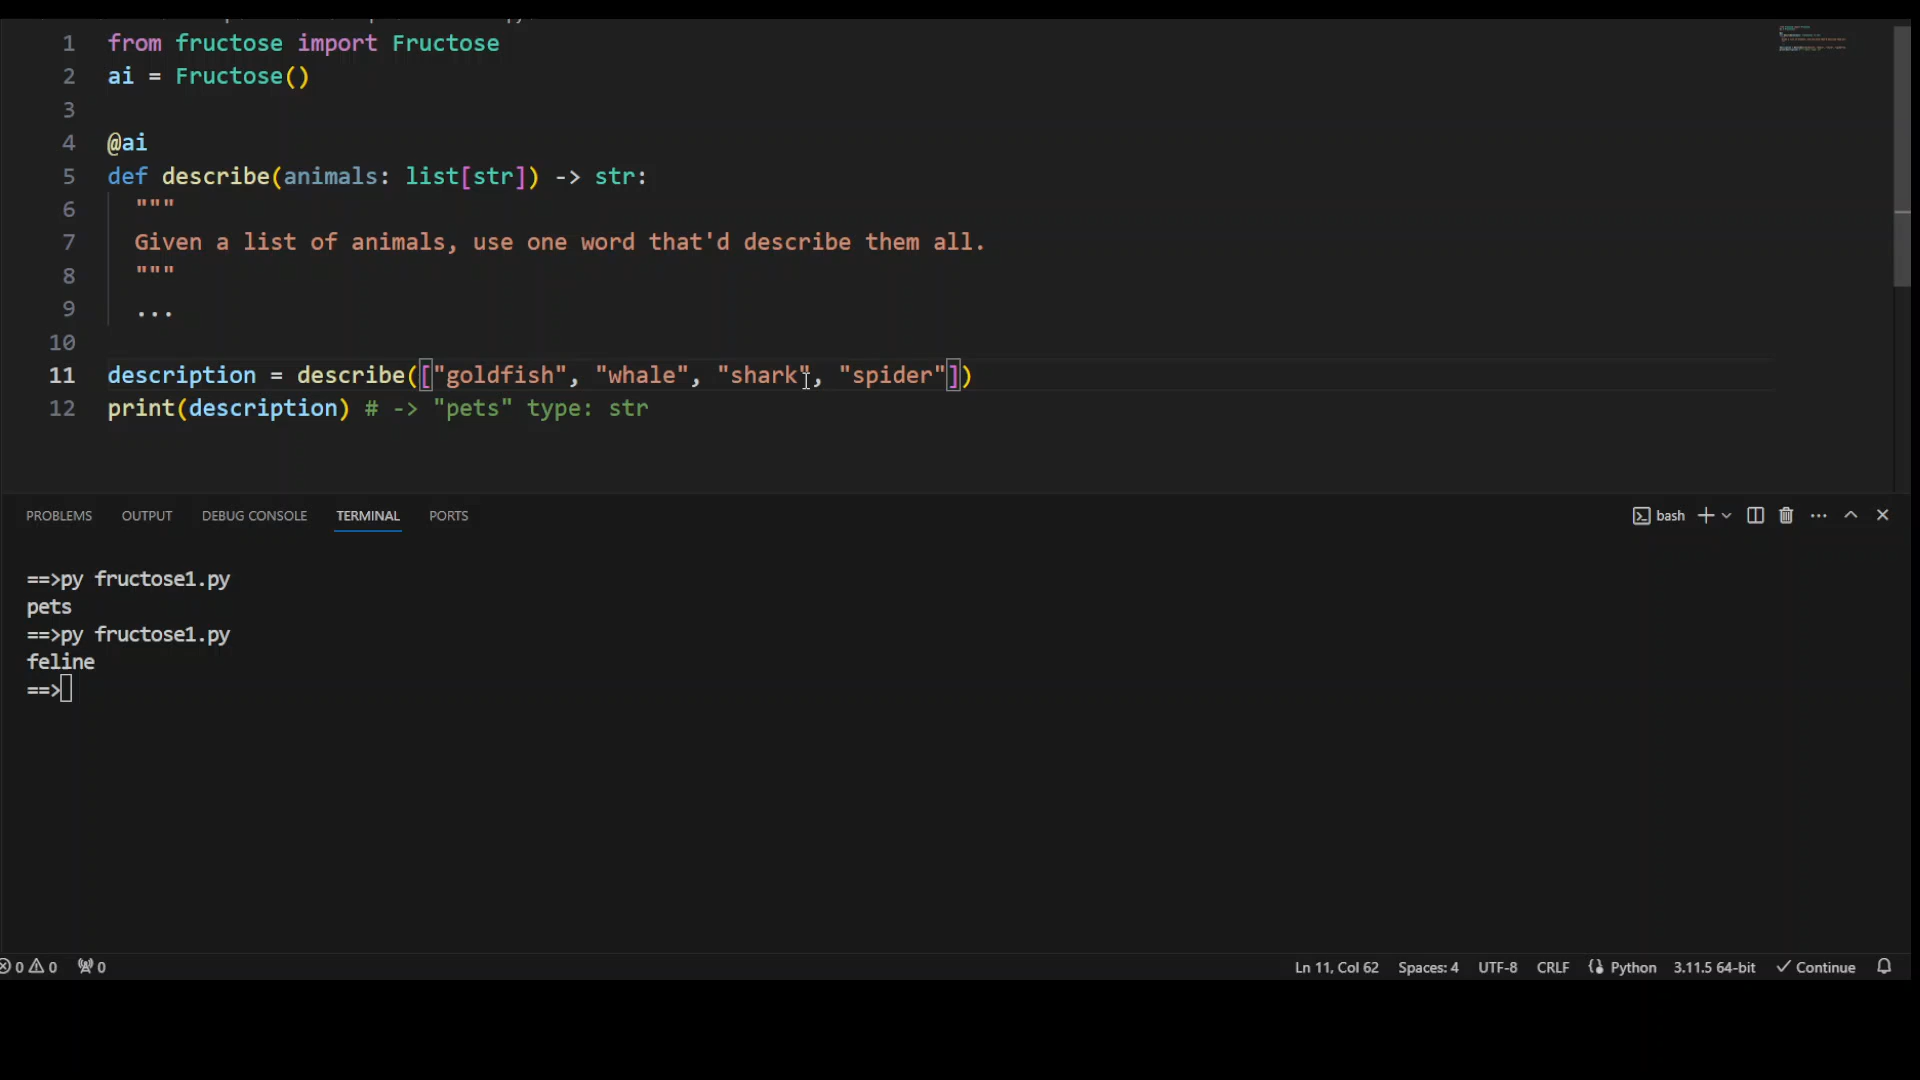 1 from fructose import Fructose
2 ai = Fructose()
3
4 @ai
5 def describe(animals: list[str]) -> str:
6 """
7 Given a list of animals, use one word that'd describe them all.
8 """
9 ...
10
11 description = describe(["goldfish", "whale", "shark", "spider"])
12 print(description) # -> "pets" type: str
PROBLEMS OUTPUT DEBUG CONSOLE TERMINAL PORTS bash
==>py fructose1.py
pets
==>py fructose1.py
feline
==>
0 0 0 Ln 11, Col 62 Spaces: 4 UTF-8 CRLF Python 3.11.5 64-bit Continue